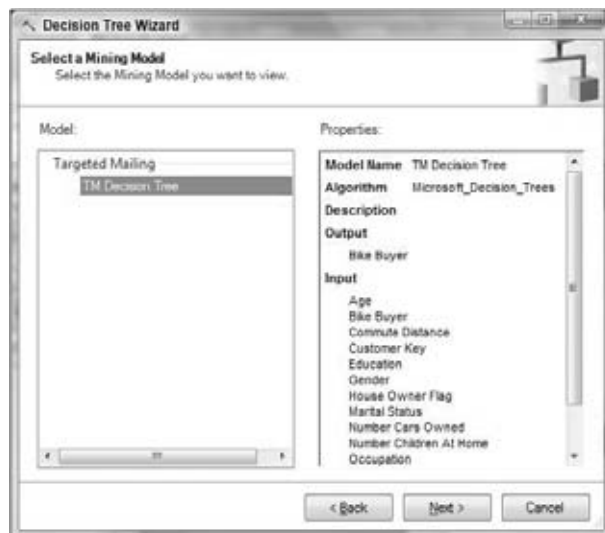 Decision Tree Wizard
Select a Mining Model
Select the Mining Model you want to view.
Model:
Targeted Mailing
TM Decision Tree
Properties:
Model Name TM Decision Tree
Algorithm Microsoft_Decision_Trees
Description
Output
Bike Buyer
Input
Age
Bike Buyer
Commute Distance
Customer Key
Education
Gender
House Owner Flag
Marital Status
Number Cars Owned
Number Children At Home
Occupation
< Back
Next >
Cancel